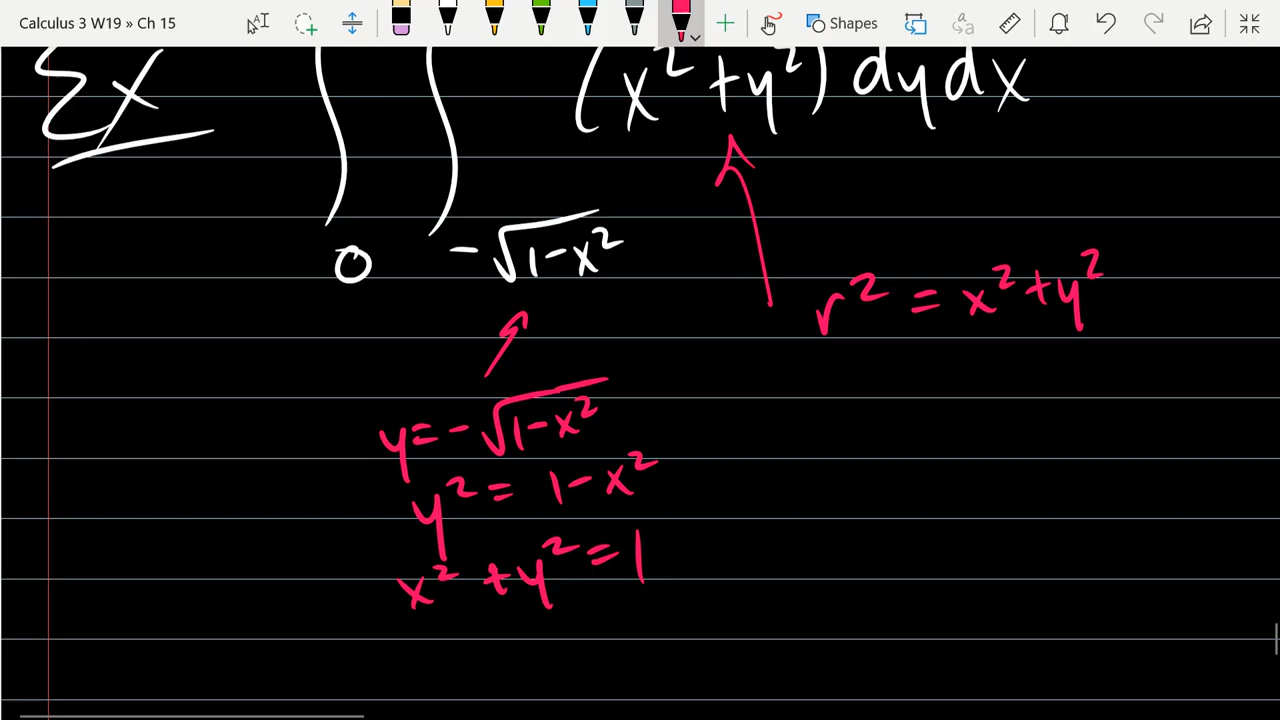 Calculus 3 W19 » Ch 15
Shapes
Ex ∫ ∫ (x² + y²) dy dx
0 -√(1-x²)
r² = x² + y²
y = -√(1-x²)
y² = 1-x²
x² + y² = 1